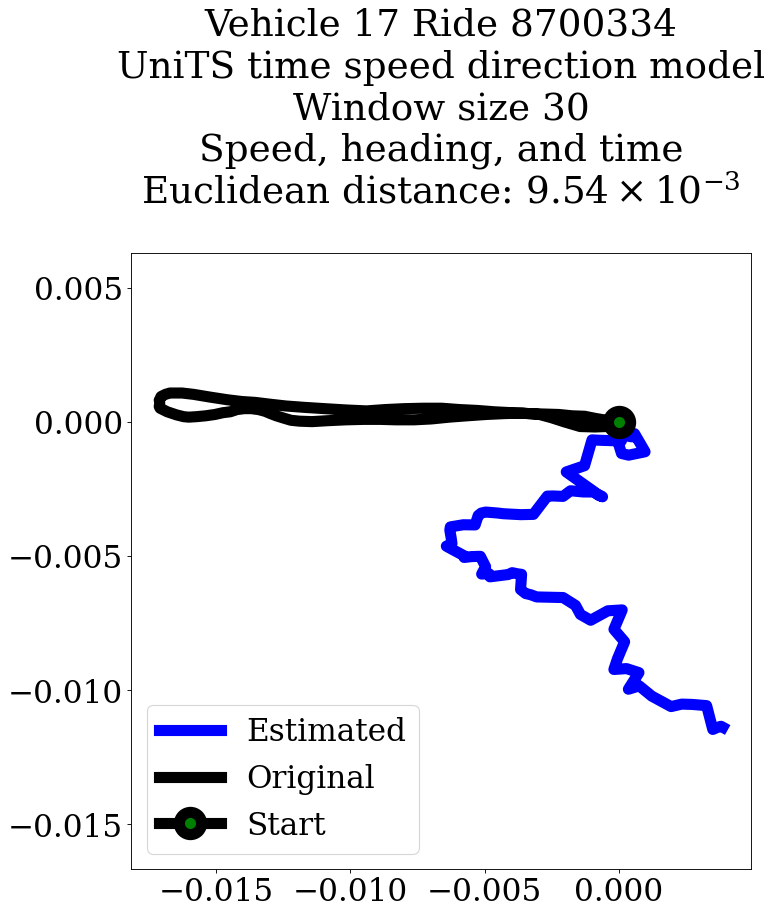 Vehicle 17 Ride 8700334
UniTS time speed direction model
Window size 30
Speed, heading, and time
Euclidean distance: 9.54 × 10⁻³
0.005
0.000
−0.005
−0.010
−0.015
Estimated
Original
Start
−0.015 −0.010 −0.005 0.000